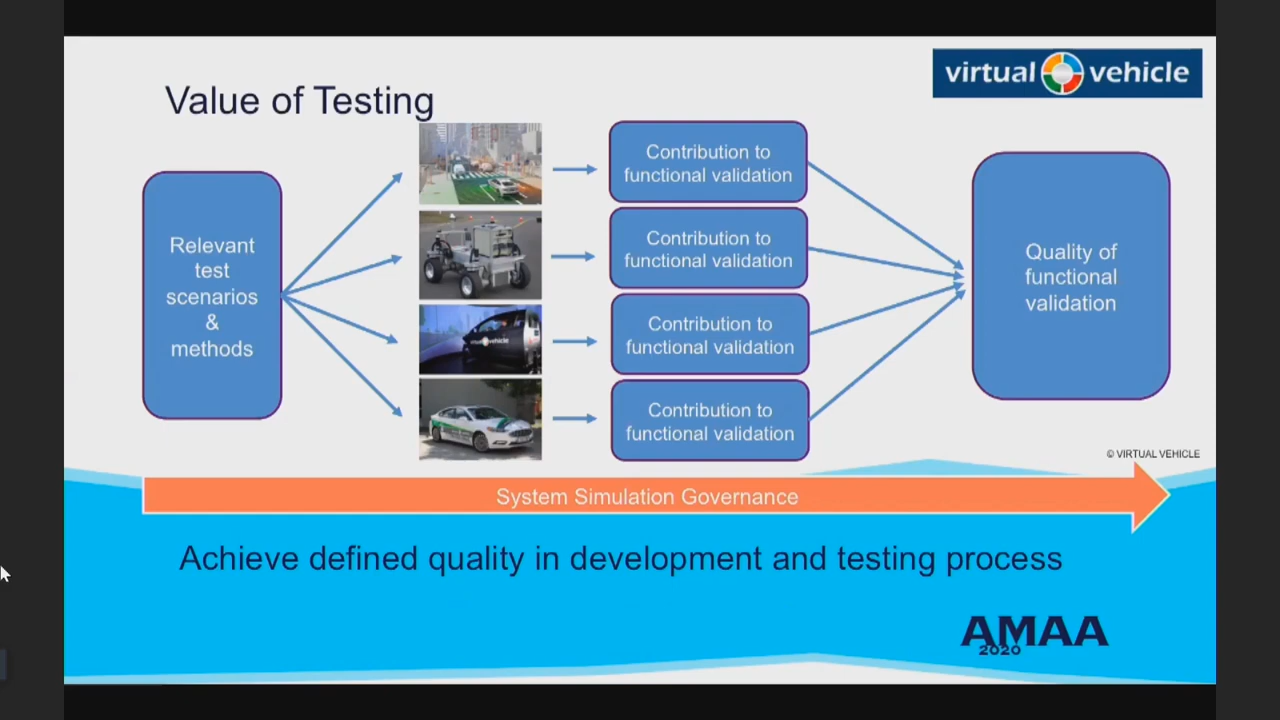 virtual vehicle
Value of Testing
Relevant
test
scenarios
&
methods
Contribution to
functional validation
Contribution to
functional validation
virtual vehicle
Contribution to
functional validation
Contribution to
functional validation
Quality of
functional
validation
© VIRTUAL VEHICLE
System Simulation Governance
Achieve defined quality in development and testing process
AMAA
2020